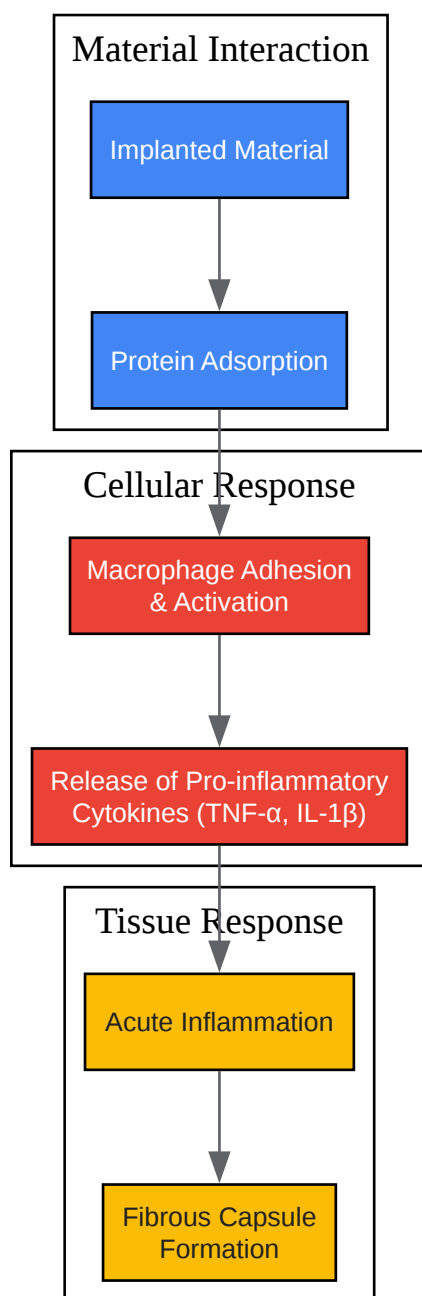 Material Interaction
Implanted Material
Protein Adsorption
Cellular Response
Macrophage Adhesion
& Activation
Release of Pro-inflammatory
Cytokines (TNF-α, IL-1β)
Tissue Response
Acute Inflammation
Fibrous Capsule
Formation